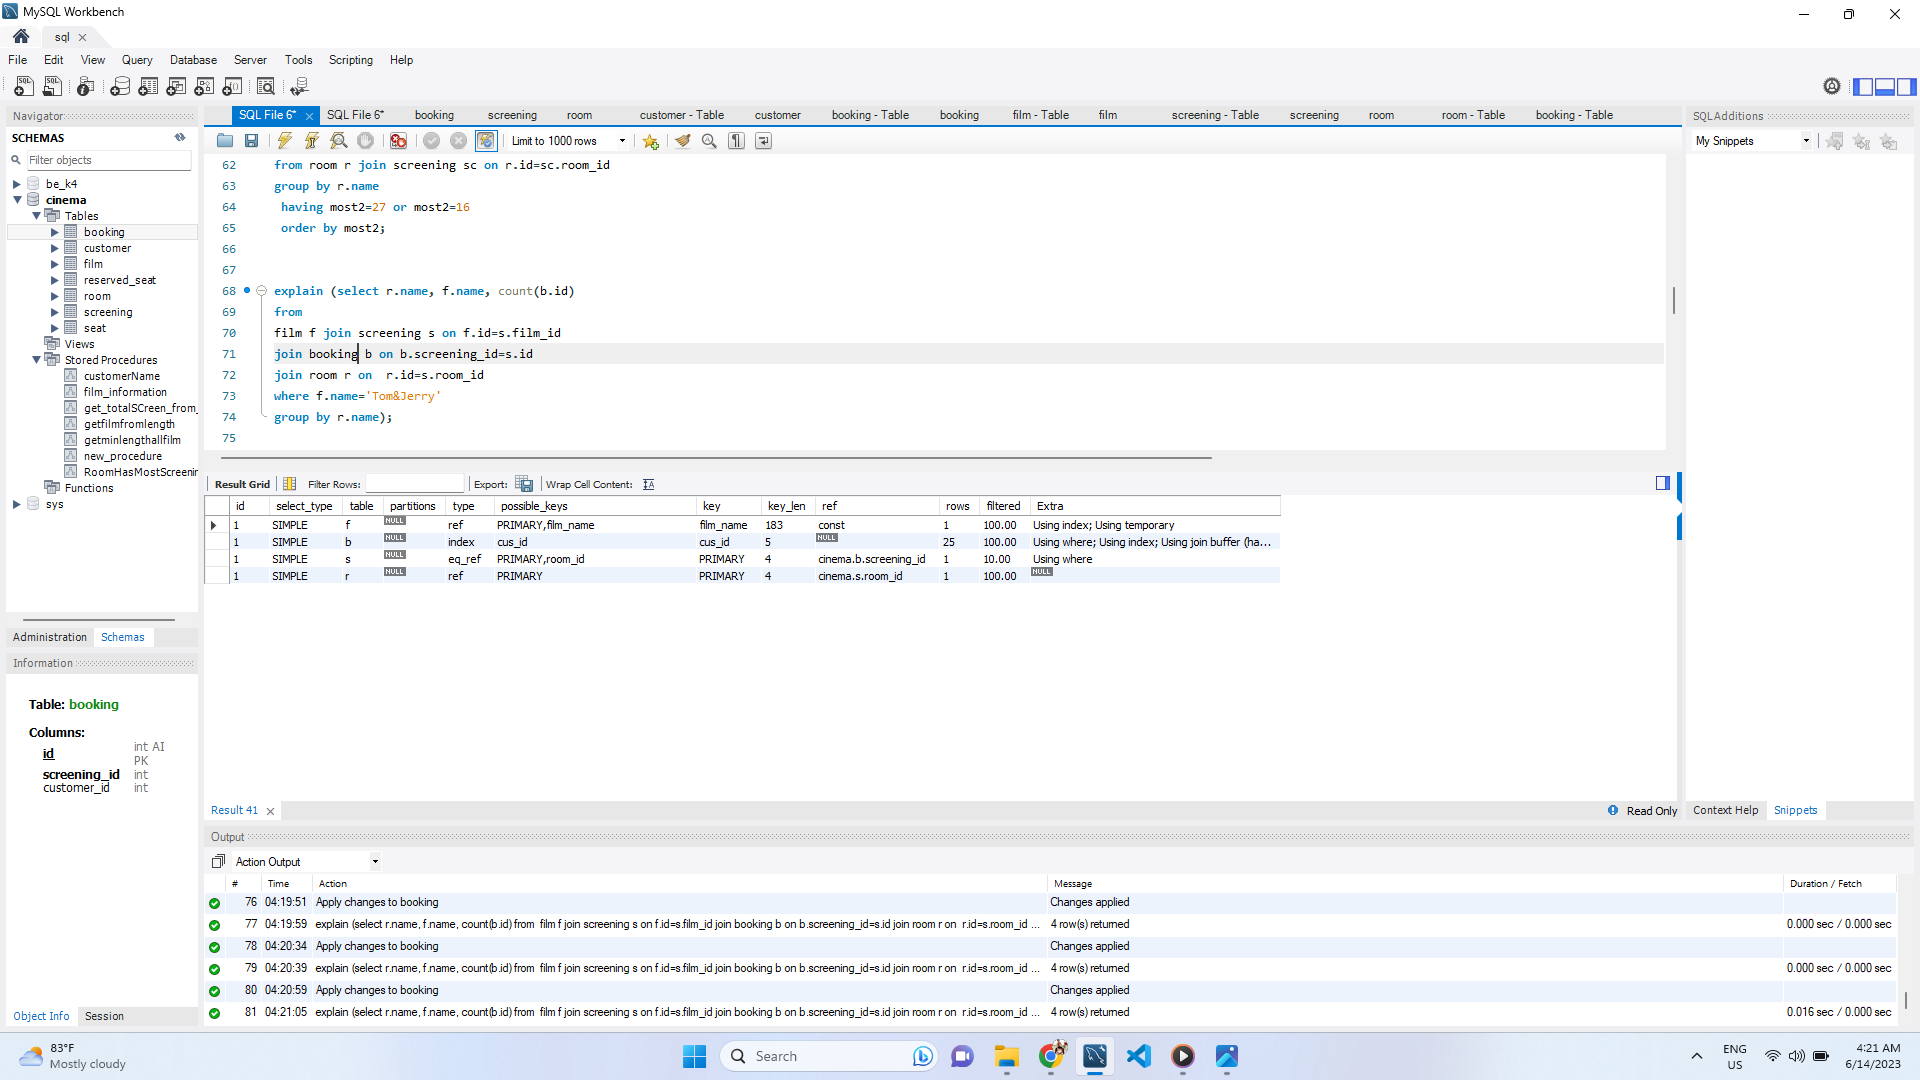 MySQL Workbench
sql
File Edit View Query Database Server Tools Scripting Help
Navigator
SCHEMAS
Filter objects
be_k4
cinema
Tables
booking
customer
film
reserved_seat
room
screening
seat
Views
Stored Procedures
customerName
film_information
get_totalSCreen_from_
getfilmfromlength
getminlengthallfilm
new_procedure
RoomHasMostScreenin
Functions
sys
Administration Schemas
Information
Table: booking
Columns:
id int AI PK
screening_id int
customer_id int
Object Info Session
SQL File 6* SQL File 6* booking screening room customer - Table customer booking - Table booking film - Table film screening - Table screening room room - Table booking - Table
Limit to 1000 rows
62 from room r join screening sc on r.id=sc.room_id
63 group by r.name
64 having most2=27 or most2=16
65 order by most2;
66
67
68 explain (select r.name, f.name, count(b.id)
69 from
70 film f join screening s on f.id=s.film_id
71 join booking b on b.screening_id=s.id
72 join room r on  r.id=s.room_id
73 where f.name='Tom&Jerry'
74 group by r.name);
75
Result Grid Filter Rows: Export: Wrap Cell Content:
id select_type table partitions type possible_keys key key_len ref rows filtered Extra
1 SIMPLE f NULL ref PRIMARY,film_name film_name 183 const 1 100.00 Using index; Using temporary
1 SIMPLE b NULL index cus_id cus_id 5 NULL 25 100.00 Using where; Using index; Using join buffer (ha...
1 SIMPLE s NULL eq_ref PRIMARY,room_id PRIMARY 4 cinema.b.screening_id 1 10.00 Using where
1 SIMPLE r NULL ref PRIMARY PRIMARY 4 cinema.s.room_id 1 100.00 NULL
Result 41
Read Only
SQLAdditions
My Snippets
Context Help Snippets
Output
Action Output
# Time Action Message Duration / Fetch
76 04:19:51 Apply changes to booking Changes applied
77 04:19:59 explain (select r.name, f.name, count(b.id) from  film f join screening s on f.id=s.film_id join booking b on b.screening_id=s.id join room r on  r.id=s.room_id ... 4 row(s) returned 0.000 sec / 0.000 sec
78 04:20:34 Apply changes to booking Changes applied
79 04:20:39 explain (select r.name, f.name, count(b.id) from  film f join screening s on f.id=s.film_id join booking b on b.screening_id=s.id join room r on  r.id=s.room_id ... 4 row(s) returned 0.000 sec / 0.000 sec
80 04:20:59 Apply changes to booking Changes applied
81 04:21:05 explain (select r.name, f.name, count(b.id) from  film f join screening s on f.id=s.film_id join booking b on b.screening_id=s.id join room r on  r.id=s.room_id ... 4 row(s) returned 0.016 sec / 0.000 sec
83°F
Mostly cloudy
Search
ENG
US
4:21 AM
6/14/2023